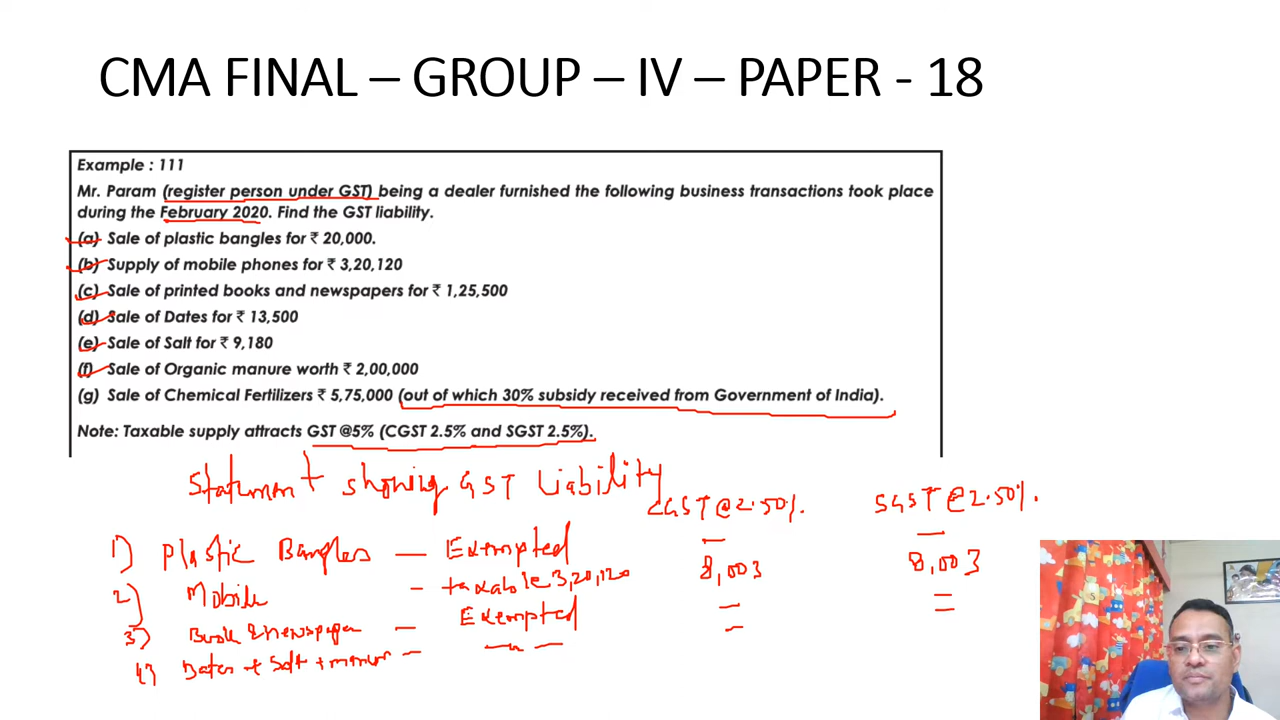 CMA FINAL – GROUP – IV – PAPER - 18
Example : 111
Mr. Param (register person under GST) being a dealer furnished the following business transactions took place
during the February 2020. Find the GST liability.
(a) Sale of plastic bangles for ₹ 20,000.
(b) Supply of mobile phones for ₹ 3,20,120
(c) Sale of printed books and newspapers for ₹ 1,25,500
(d) Sale of Dates for ₹ 13,500
(e) Sale of Salt for ₹ 9,180
(f) Sale of Organic manure worth ₹ 2,00,000
(g) Sale of Chemical Fertilizers ₹ 5,75,000 (out of which 30% subsidy received from Government of India).
Note: Taxable supply attracts GST @5% (CGST 2.5% and SGST 2.5%).
Statement showing GST Liability
CGST @ 2.50%. SGST @ 2.50%.
1) Plastic Bangles — Exempted — —
2) Mobile - taxable 3,20,120 8,003 8,003
3) Book & newspaper — Exempted — —
4) Dates + Salt + manur — — — — —